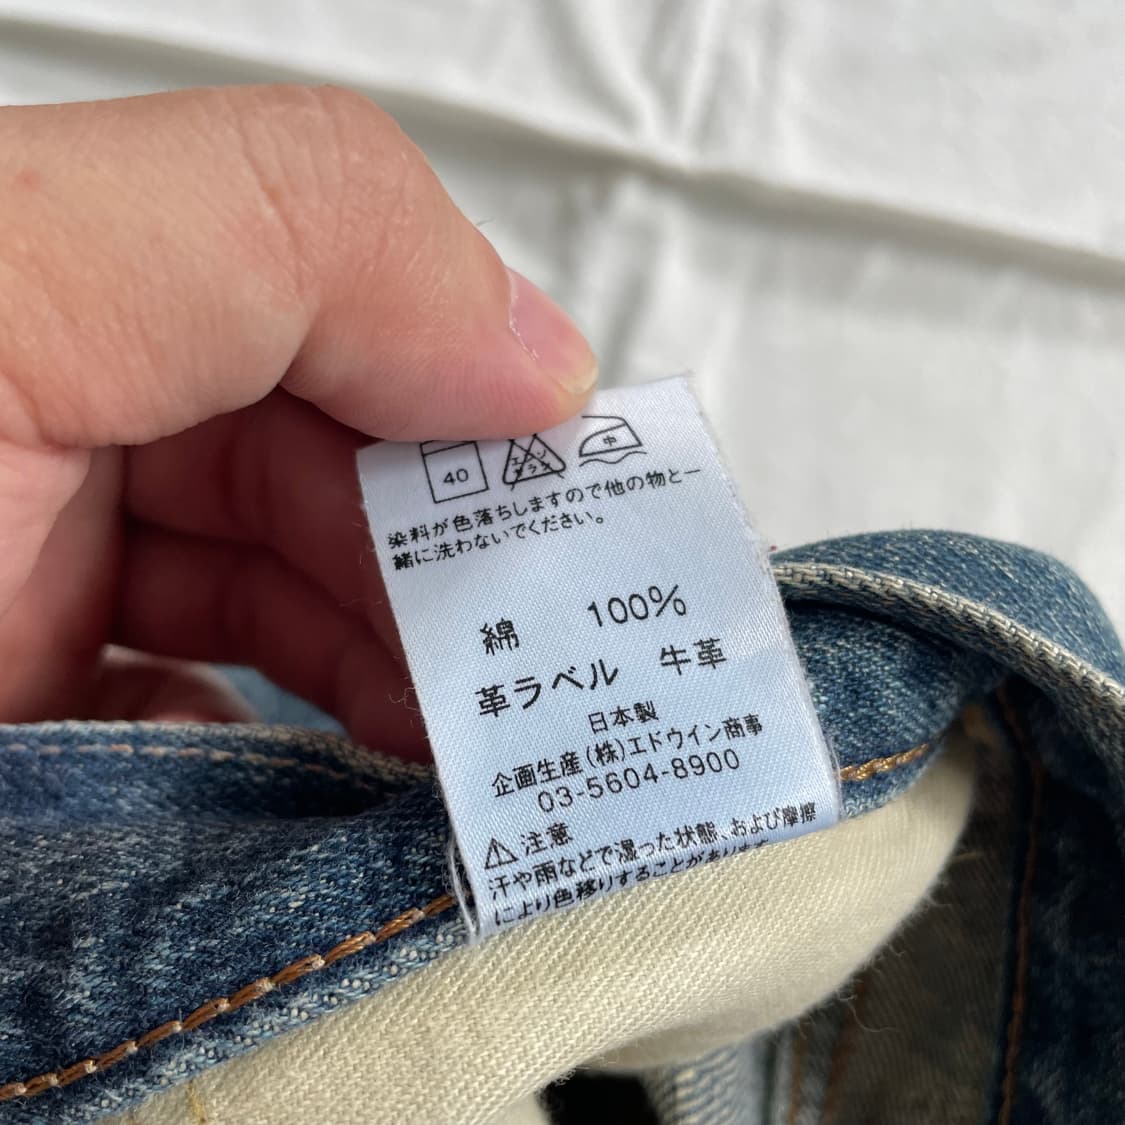 40
エンソ
サラシ
中
染料が色落ちしますので他の物と一
緒に洗わないでください。
綿 100%
革ラベル 牛革
日本製
企画生産(株)エドウイン商事
03-5604-8900
注意
汗や雨などで湿った状態、および摩擦
により色移りすることがあります